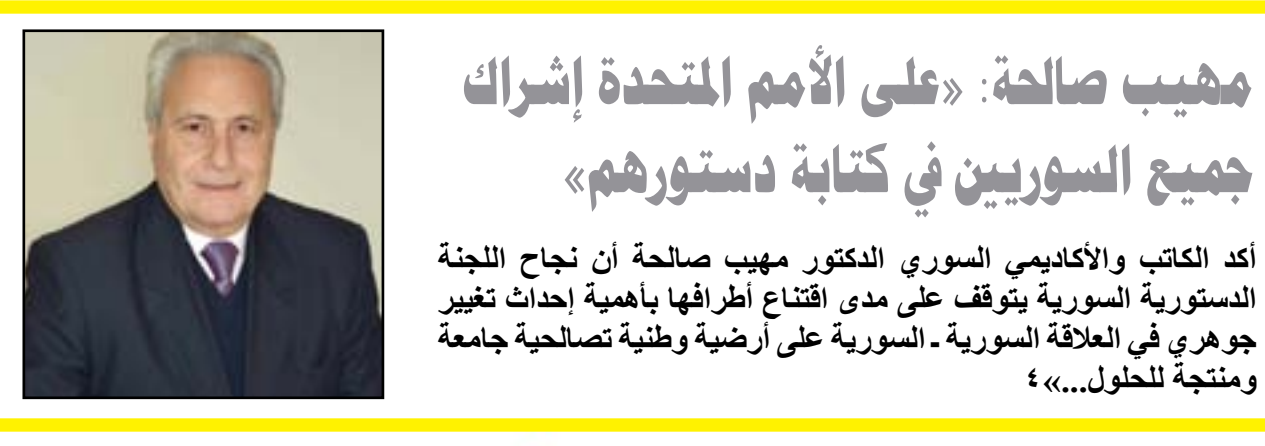 مهيب صالحة: «على الأمم المتحدة إشراك
جميع السوريين في كتابة دستورهم»
أكد الكاتب والأكاديمي السوري الدكتور مهيب صالحة أن نجاح اللجنة
الدستورية السورية يتوقف على مدى اقتناع أطرافها بأهمية إحداث تغيير
جوهري في العلاقة السورية ـ السورية على أرضية وطنية تصالحية جامعة
ومنتجة للحلول...»٤